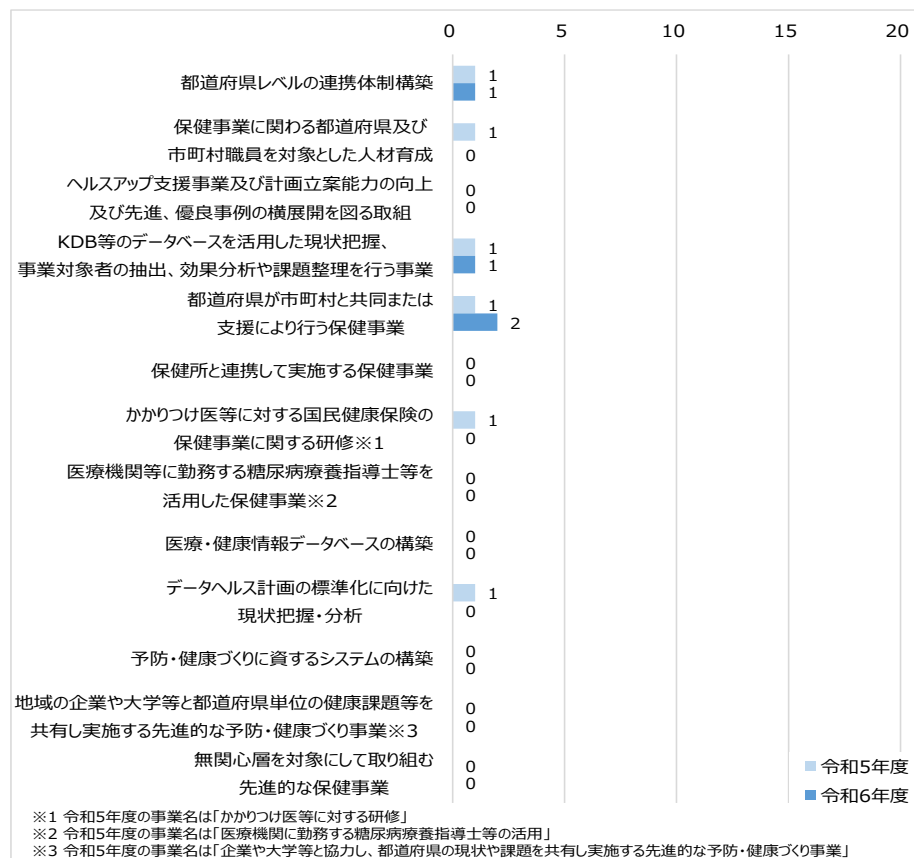 0 5 10 15 20
都道府県レベルの連携体制構築
1
1
保健事業に関わる都道府県及び
市町村職員を対象とした人材育成
1
0
ヘルスアップ支援事業及び計画立案能力の向上
及び先進、優良事例の横展開を図る取組
0
0
KDB等のデータベースを活用した現状把握、
事業対象者の抽出、効果分析や課題整理を行う事業
1
1
都道府県が市町村と共同または
支援により行う保健事業
1
2
保健所と連携して実施する保健事業
0
0
かかりつけ医等に対する国民健康保険の
保健事業に関する研修※1
1
0
医療機関等に勤務する糖尿病療養指導士等を
活用した保健事業※2
0
0
医療・健康情報データベースの構築
0
0
データヘルス計画の標準化に向けた
現状把握・分析
1
0
予防・健康づくりに資するシステムの構築
0
0
地域の企業や大学等と都道府県単位の健康課題等を
共有し実施する先進的な予防・健康づくり事業※3
0
0
無関心層を対象にして取り組む
先進的な保健事業
0
0
令和5年度
令和6年度
※1 令和5年度の事業名は「かかりつけ医等に対する研修」
※2 令和5年度の事業名は「医療機関に勤務する糖尿病療養指導士等の活用」
※3 令和5年度の事業名は「企業や大学等と協力し、都道府県の現状や課題を共有し実施する先進的な予防・健康づくり事業」